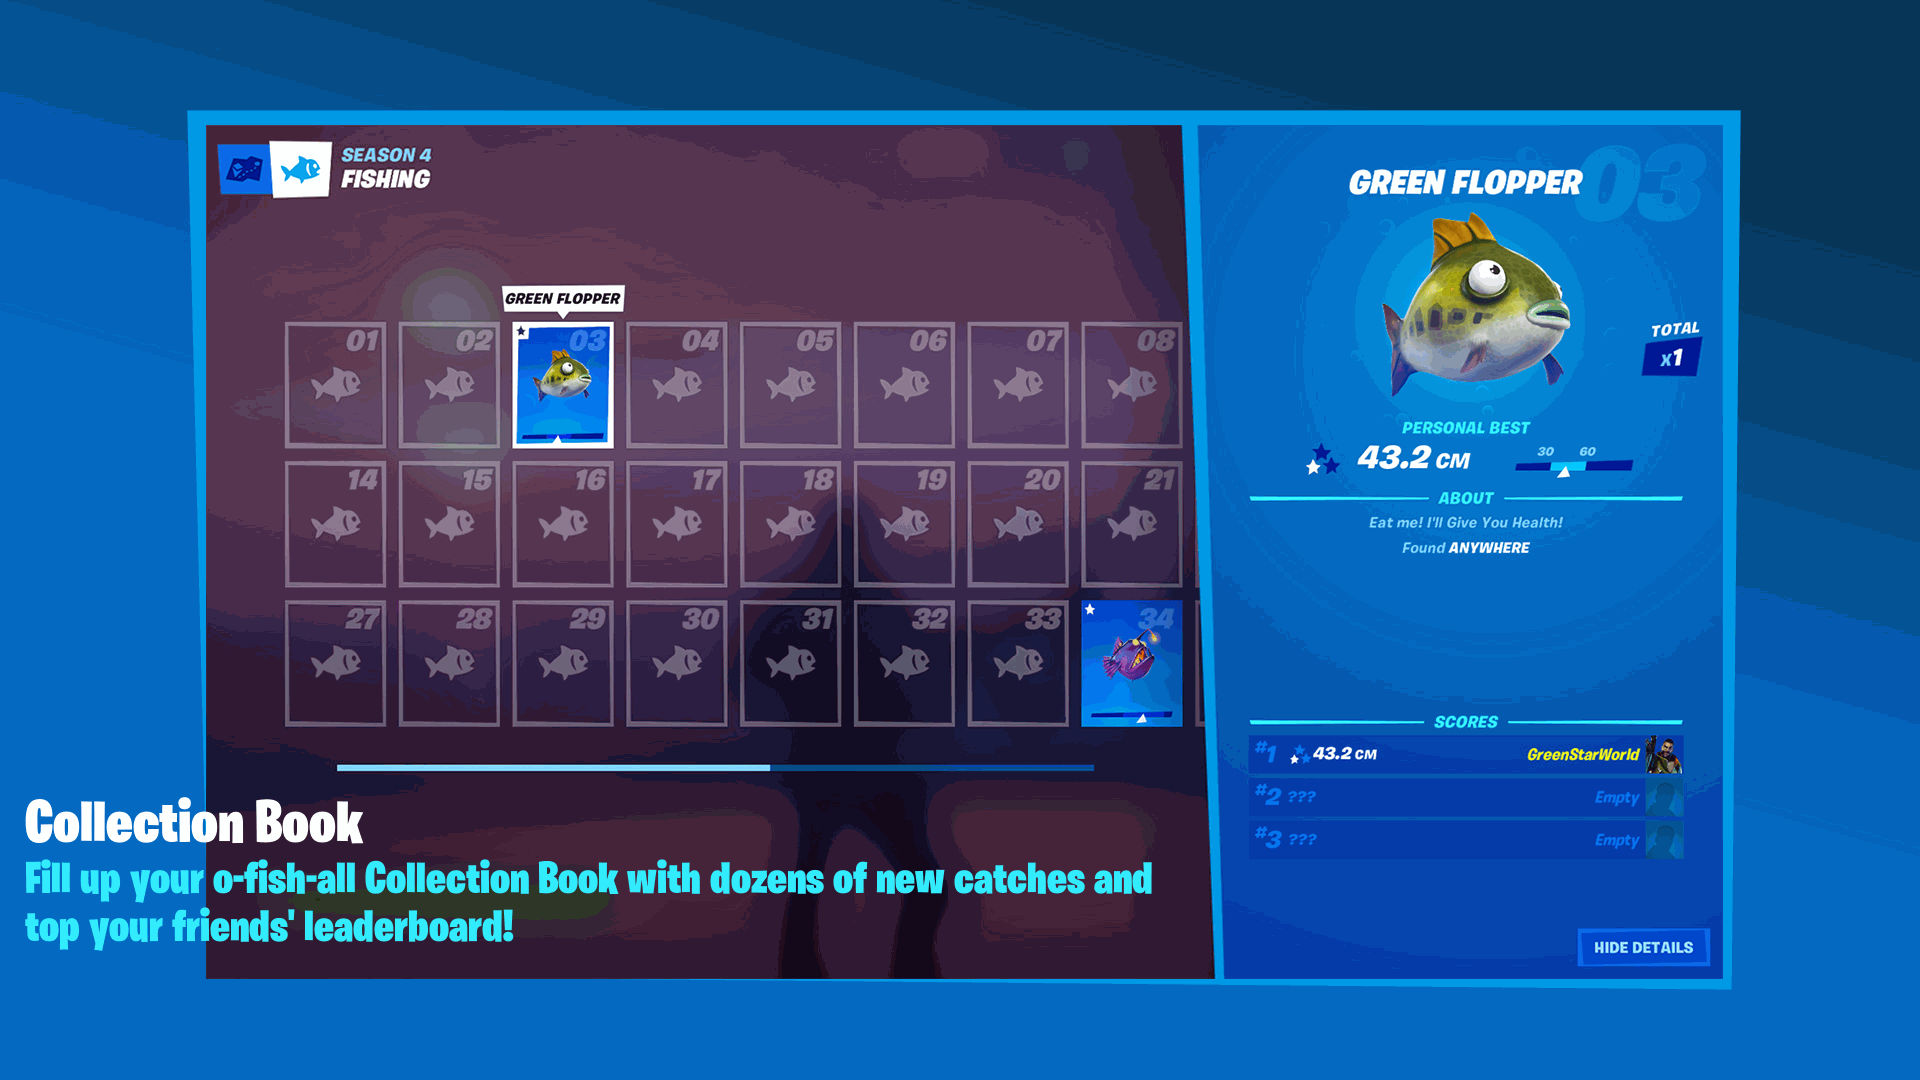 SEASON 4
FISHING
GREEN FLOPPER
01 02 03 04 05 06 07 08
14 15 16 17 18 19 20 21
27 28 29 30 31 32 33 34
Collection Book
Fill up your o-fish-all Collection Book with dozens of new catches and
top your friends' leaderboard!
GREEN FLOPPER 03
TOTAL
x1
PERSONAL BEST
43.2 CM 30 60
ABOUT
Eat me! I'll Give You Health!
Found ANYWHERE
SCORES
#1 43.2 CM GreenStarWorld
#2 ??? Empty
#3 ??? Empty
HIDE DETAILS